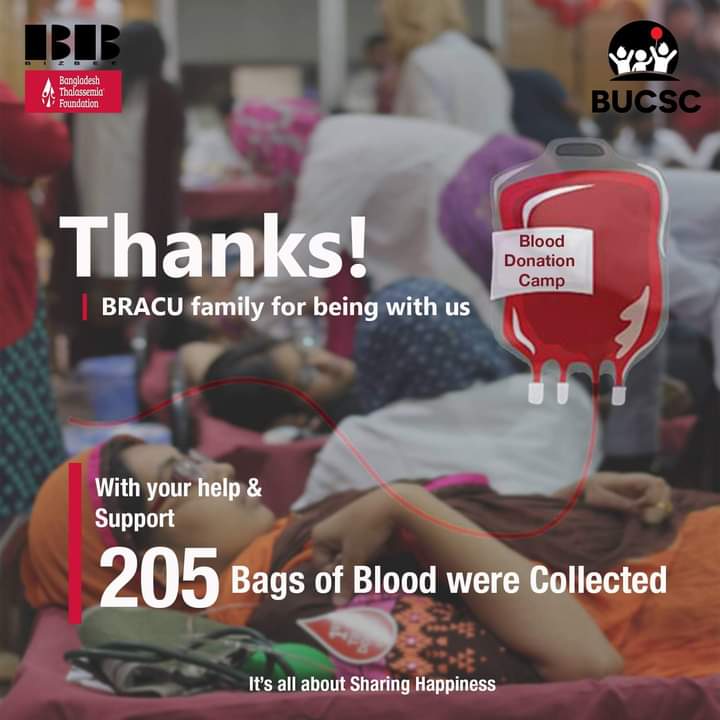 BIZBEE
Bangladesh
Thalassemia
Foundation
BUCSC
Thanks!
BRACU family for being with us
Blood
Donation
Camp
With your help &
Support
205 Bags of Blood were Collected
It's all about Sharing Happiness